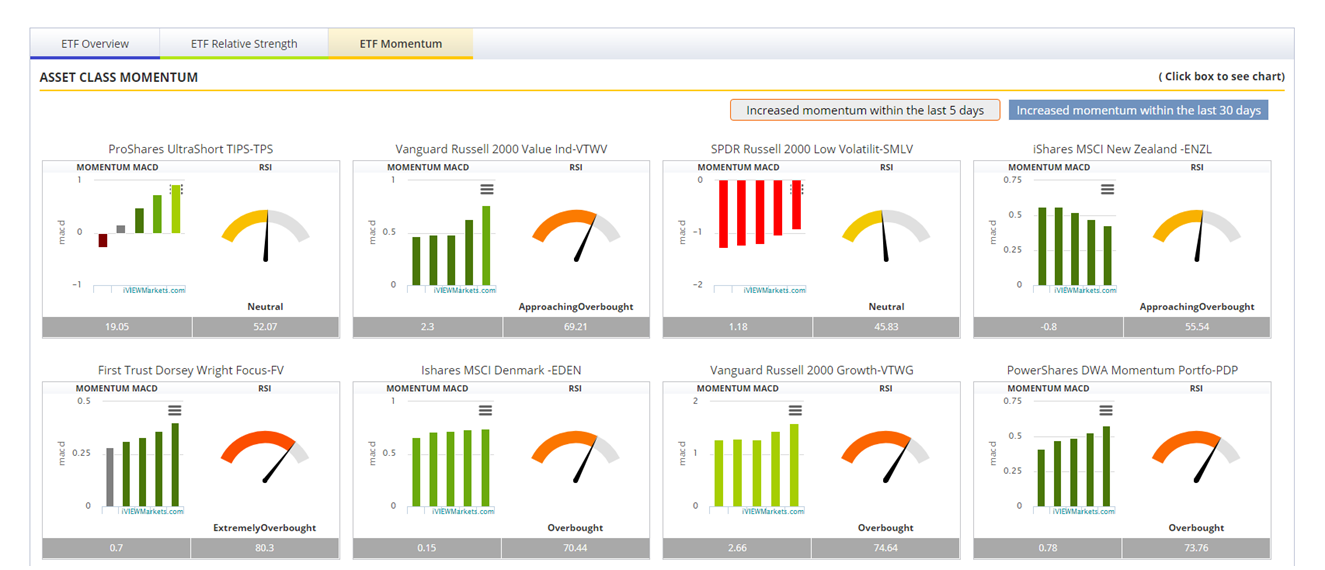 ETF Overview ETF Relative Strength ETF Momentum
ASSET CLASS MOMENTUM ( Click box to see chart)
Increased momentum within the last 5 days Increased momentum within the last 30 days
ProShares UltraShort TIPS-TPS Vanguard Russell 2000 Value Ind-VTWV SPDR Russell 2000 Low Volatilit-SMLV iShares MSCI New Zealand -ENZL
MOMENTUM MACD RSI MOMENTUM MACD RSI MOMENTUM MACD RSI MOMENTUM MACD RSI
1 1 0 0.75
0.5
macd 0 macd 0.5 macd -1 macd
0.25
-1 0 -2 0
iVIEWMarkets.com iVIEWMarkets.com iVIEWMarkets.com iVIEWMarkets.com
Neutral ApproachingOverbought Neutral ApproachingOverbought
19.05 52.07 2.3 69.21 1.18 45.83 -0.8 55.54
First Trust Dorsey Wright Focus-FV Ishares MSCI Denmark -EDEN Vanguard Russell 2000 Growth-VTWG PowerShares DWA Momentum Portfo-PDP
MOMENTUM MACD RSI MOMENTUM MACD RSI MOMENTUM MACD RSI MOMENTUM MACD RSI
0.5 1 2 0.75
0.5
macd 0.25 macd 0.5 macd 1 macd
0.25
0 0 0 0
iVIEWMarkets.com iVIEWMarkets.com iVIEWMarkets.com iVIEWMarkets.com
ExtremelyOverbought Overbought Overbought Overbought
0.7 80.3 0.15 70.44 2.66 74.64 0.78 73.76